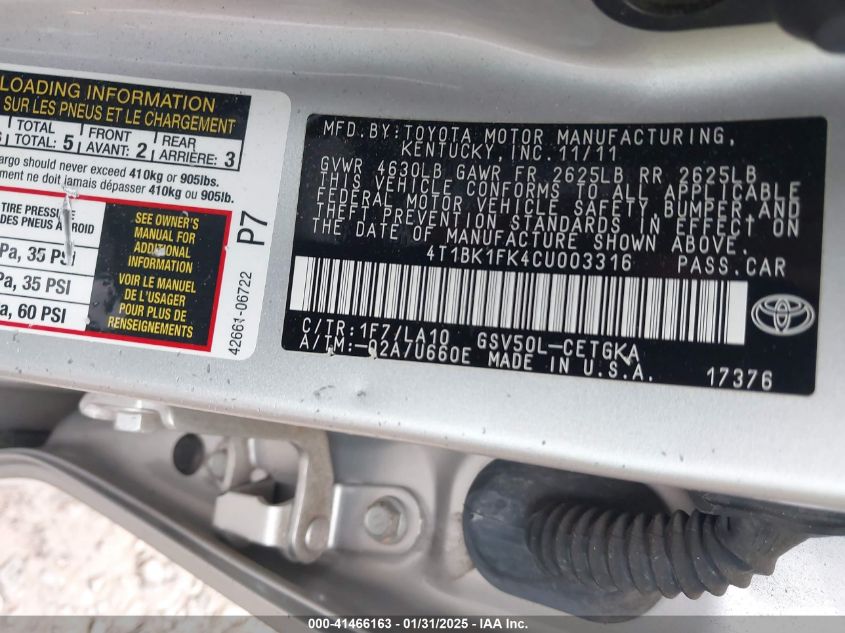 LOADING INFORMATION
SUR LES PNEUS ET LE CHARGEMENT
TOTAL
TOTAL: 5
FRONT
AVANT: 2
REAR
ARRIÈRE: 3
cargo should never exceed 410kg or 905lbs.
ne doit jamais dépasser 410kg ou 905lb.
TIRE PRESSURE
DES PNEUS À FROID
Pa, 35 PSI
Pa, 35 PSI
a, 60 PSI
SEE OWNER'S
MANUAL FOR
ADDITIONAL
INFORMATION
VOIR LE MANUEL
DE L'USAGER
POUR PLUS DE
RENSEIGNEMENTS
P7
42661-06722
MFD.BY:TOYOTA MOTOR MANUFACTURING,
KENTUCKY, INC.11/11
GVWR 4630LB GAWR FR 2625LB RR 2625LB
THIS VEHICLE CONFORMS TO ALL APPLICABLE
FEDERAL MOTOR VEHICLE SAFETY, BUMPER, AND
THEFT PREVENTION STANDARDS IN EFFECT ON
THE DATE OF MANUFACTURE SHOWN ABOVE.
4T1BK1FK4CU003316 PASS.CAR
C/TR:1F7/LA10 GSV50L-CETGKA
A/TM:-02A/U660E MADE IN U.S.A.
17376
TOYOTA
000-41466163 - 01/31/2025 - IAA Inc.